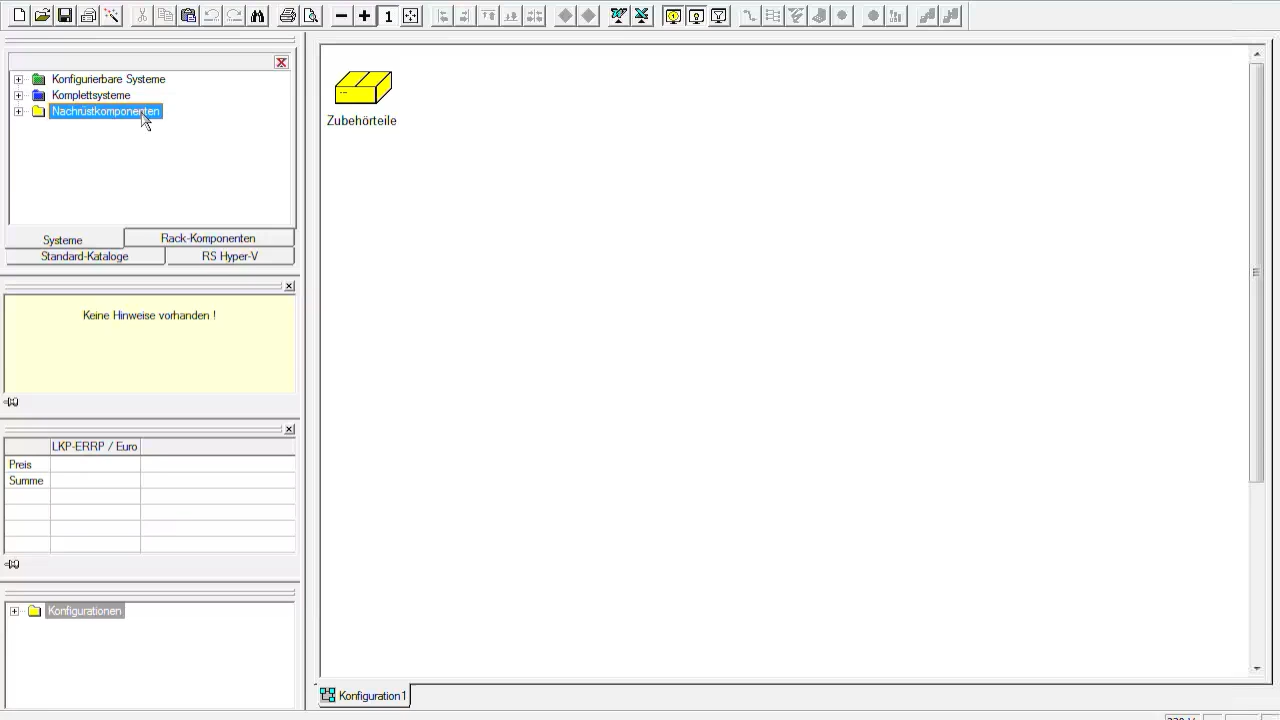 1
Konfigurierbare Systeme
Komplettsysteme
Nachrüstkomponenten
Systeme
Rack-Komponenten
Standard-Kataloge
RS Hyper-V
Keine Hinweise vorhanden !
LKP-ERRP / Euro
Preis
Summe
Konfigurationen
Zubehörteile
Konfiguration1